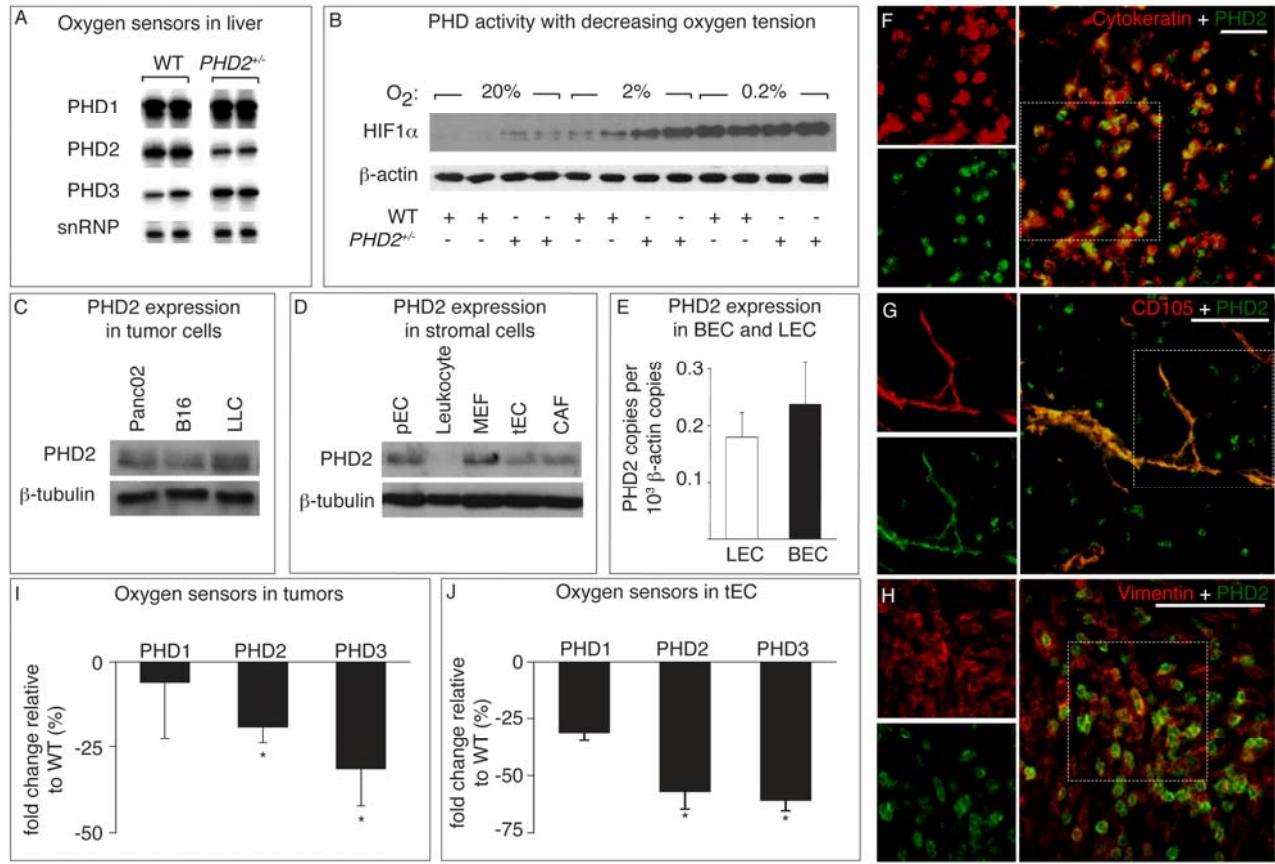 A
Oxygen sensors in liver
WT PHD2+/-
PHD1
PHD2
PHD3
snRNP
B
PHD activity with decreasing oxygen tension
O2: 20% 2% 0.2%
HIF1α
β-actin
WT + + - - + + - - + + - -
PHD2+/- - - + + - - + + - - + +
C PHD2 expression
in tumor cells
Panc02 B16 LLC
PHD2
β-tubulin
D PHD2 expression
in stromal cells
pEC Leukocyte MEF tEC CAF
PHD2
β-tubulin
E PHD2 expression
in BEC and LEC
PHD2 copies per
10³ β-actin copies
0.3
0.2
0.1
LEC BEC
F Cytokeratin + PHD2
G CD105 + PHD2
H Vimentin + PHD2
I Oxygen sensors in tumors
PHD1 PHD2 PHD3
fold change relative
to WT (%)
0
-25
-50
* *
J Oxygen sensors in tEC
PHD1 PHD2 PHD3
fold change relative
to WT (%)
0
-25
-50
-75
* *